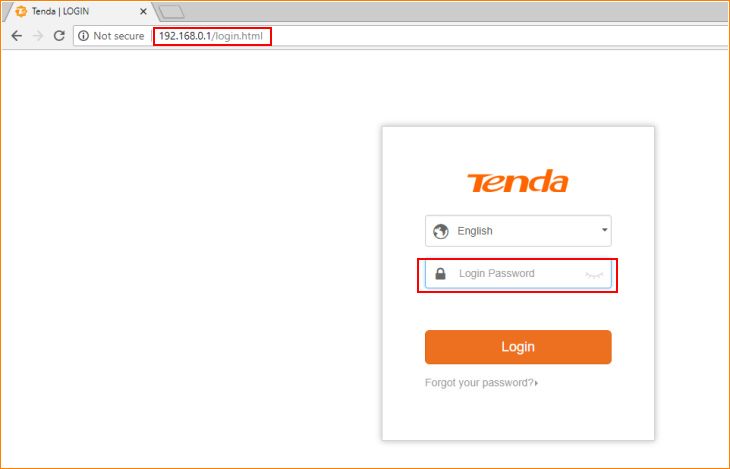 Tenda | LOGIN
Not secure | 192.168.0.1/login.html
Tenda
English
Login Password
Login
Forgot your password?